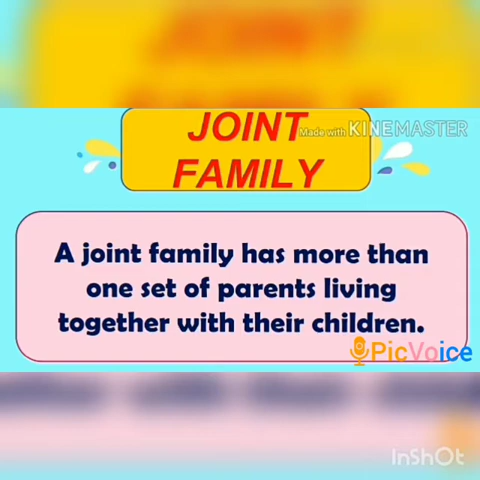 JOINT
FAMILY
Made with KINEMASTER
A joint family has more than
one set of parents living
together with their children.
PicVoice
InShOt